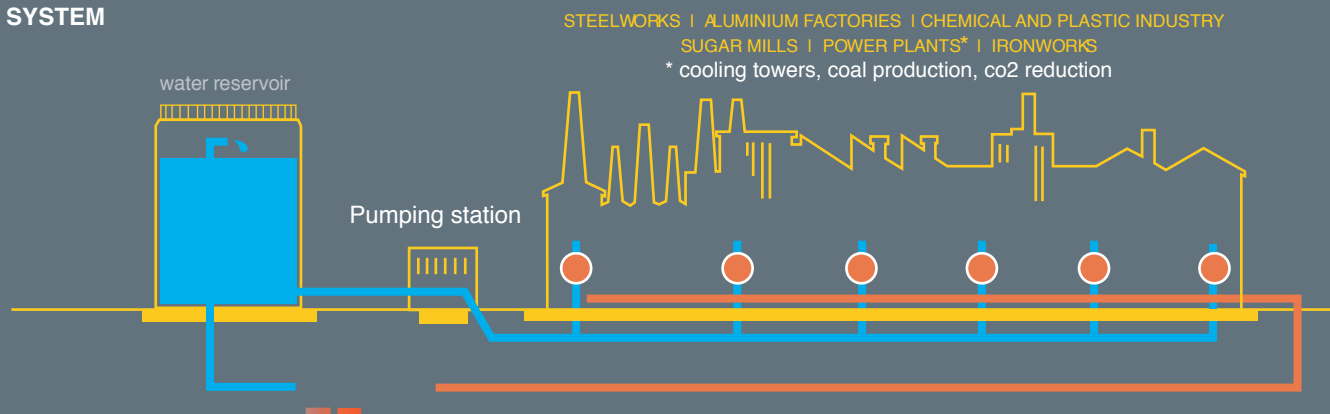 SYSTEM
STEELWORKS | ALUMINIUM FACTORIES | CHEMICAL AND PLASTIC INDUSTRY
SUGAR MILLS | POWER PLANTS* | IRONWORKS
* cooling towers, coal production, co2 reduction
water reservoir
Pumping station